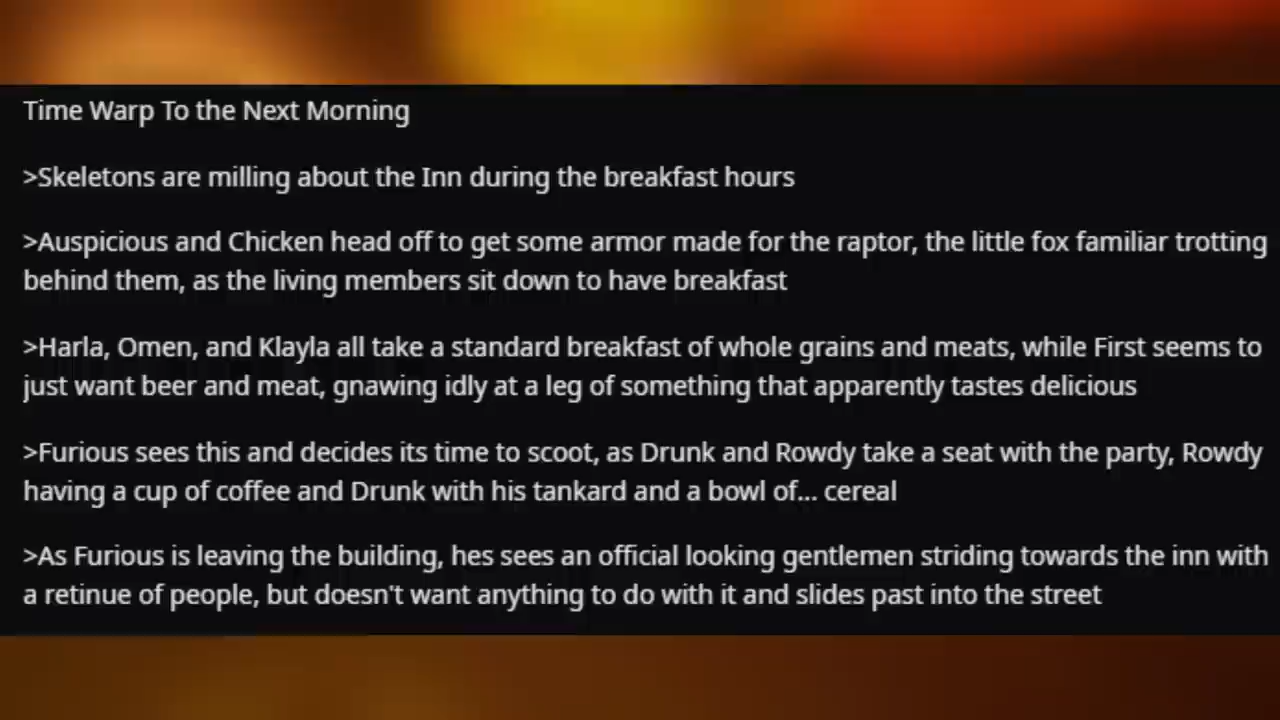 Time Warp To the Next Morning
>Skeletons are milling about the Inn during the breakfast hours
>Auspicious and Chicken head off to get some armor made for the raptor, the little fox familiar trotting
behind them, as the living members sit down to have breakfast
>Harla, Omen, and Klayla all take a standard breakfast of whole grains and meats, while First seems to
just want beer and meat, gnawing idly at a leg of something that apparently tastes delicious
>Furious sees this and decides its time to scoot, as Drunk and Rowdy take a seat with the party, Rowdy
having a cup of coffee and Drunk with his tankard and a bowl of... cereal
>As Furious is leaving the building, hes sees an official looking gentlemen striding towards the inn with
a retinue of people, but doesn't want anything to do with it and slides past into the street